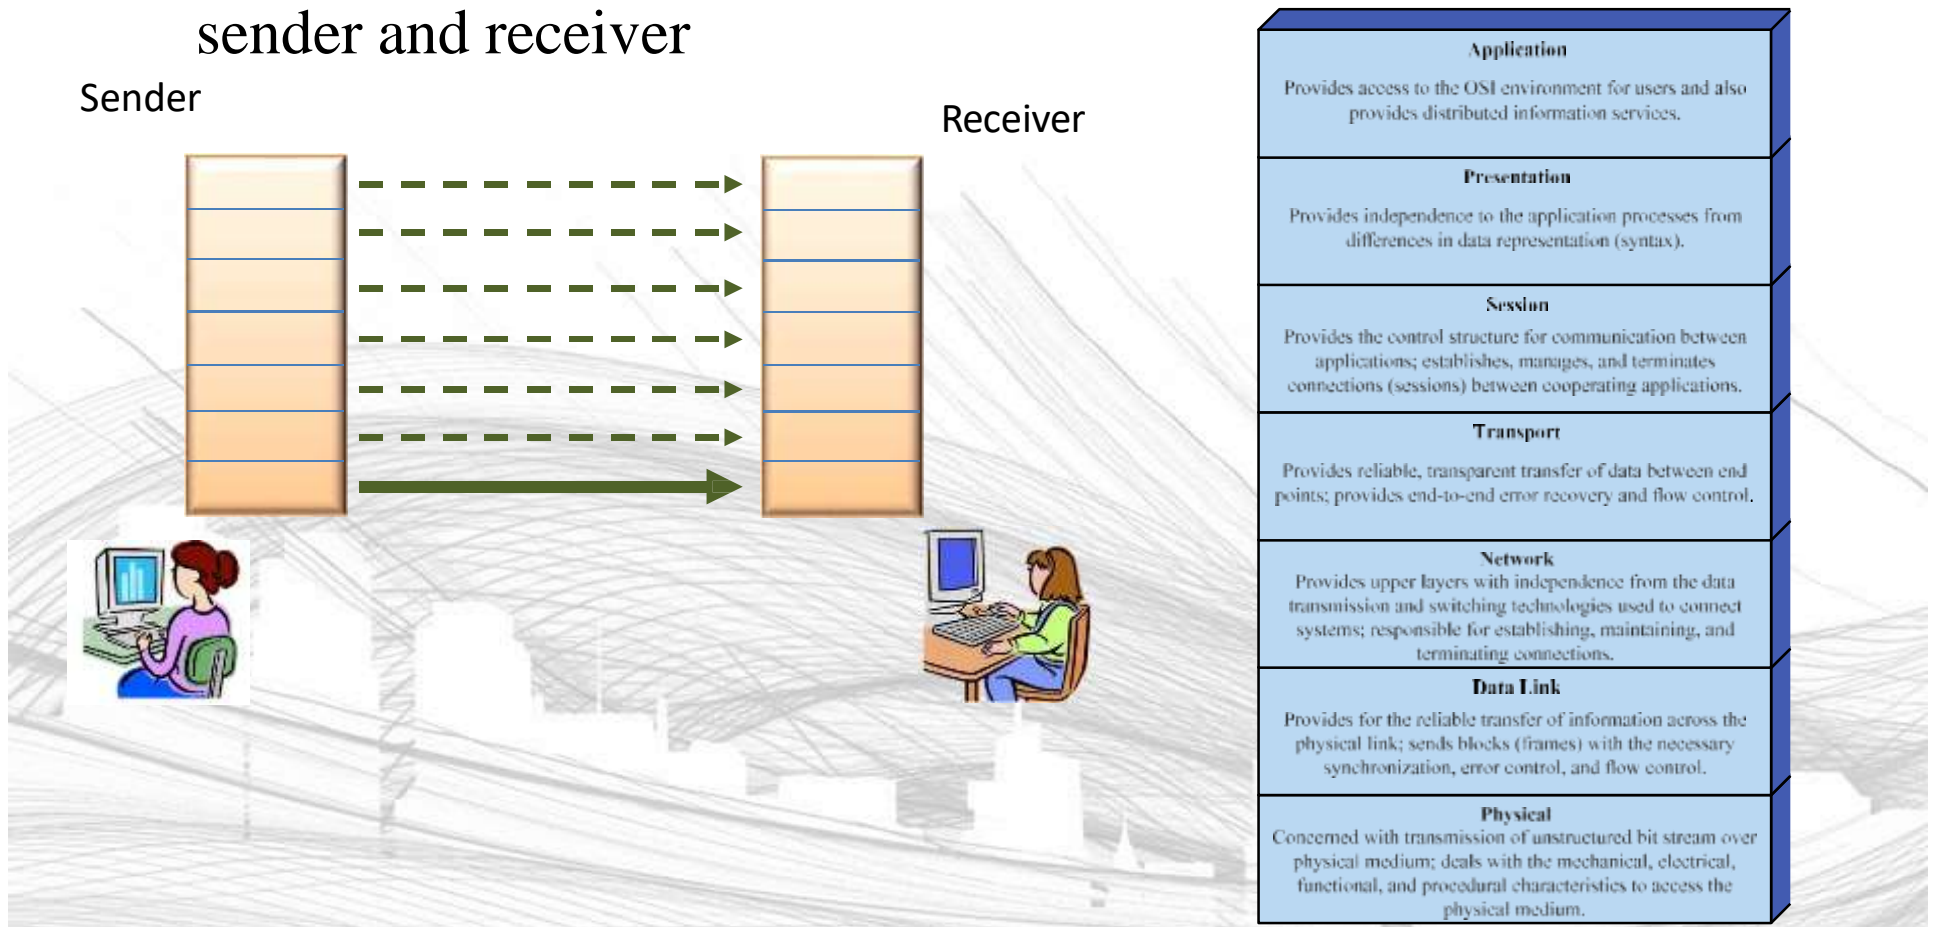 sender and receiver
Sender
Receiver
Application
Provides access to the OSI environment for users and also
provides distributed information services.
Presentation
Provides independence to the application processes from
differences in data representation (syntax).
Session
Provides the control structure for communication between
applications; establishes, manages, and terminates
connections (sessions) between cooperating applications.
Transport
Provides reliable, transparent transfer of data between end
points; provides end-to-end error recovery and flow control.
Network
Provides upper layers with independence from the data
transmission and switching technologies used to connect
systems; responsible for establishing, maintaining, and
terminating connections.
Data Link
Provides for the reliable transfer of information across the
physical link; sends blocks (frames) with the necessary
synchronization, error control, and flow control.
Physical
Concerned with transmission of unstructured bit stream over
physical medium; deals with the mechanical, electrical,
functional, and procedural characteristics to access the
physical medium.